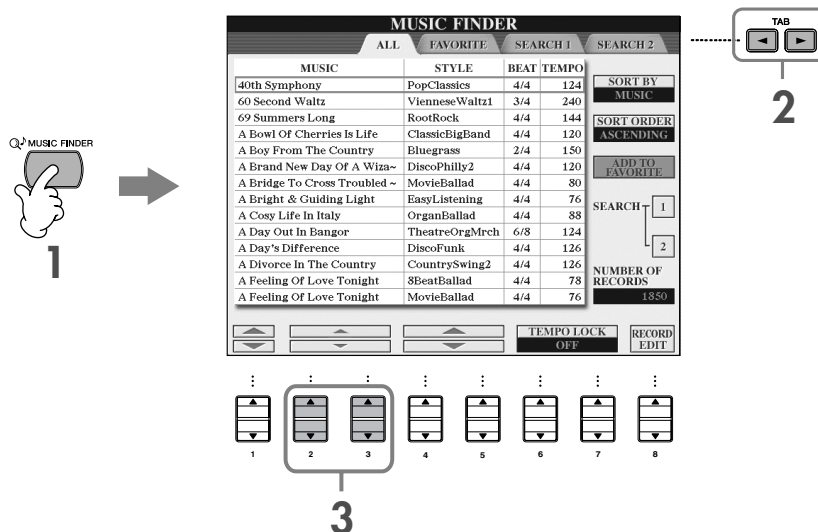 MUSIC FINDER
ALL FAVORITE SEARCH 1 SEARCH 2
TAB
2
MUSIC STYLE BEAT TEMPO
40th Symphony PopClassics 4/4 124
60 Second Waltz VienneseWaltz1 3/4 240
69 Summers Long RootRock 4/4 144
A Bowl Of Cherries Is Life ClassicBigBand 4/4 120
A Boy From The Country Bluegrass 2/4 150
A Brand New Day Of A Wiza~ DiscoPhilly2 4/4 120
A Bridge To Cross Troubled ~ MovieBallad 4/4 80
A Bright & Guiding Light EasyListening 4/4 76
A Cosy Life In Italy OrganBallad 4/4 88
A Day Out In Bangor TheatreOrgMrch 6/8 124
A Day's Difference DiscoFunk 4/4 126
A Divorce In The Country CountrySwing2 4/4 126
A Feeling Of Love Tonight 8BeatBallad 4/4 78
A Feeling Of Love Tonight MovieBallad 4/4 76
SORT BY
MUSIC
SORT ORDER
ASCENDING
ADD TO
FAVORITE
SEARCH 1
2
NUMBER OF
RECORDS
1850
MUSIC FINDER
1
TEMPO LOCK
OFF
RECORD
EDIT
1 2 3 4 5 6 7 8
3